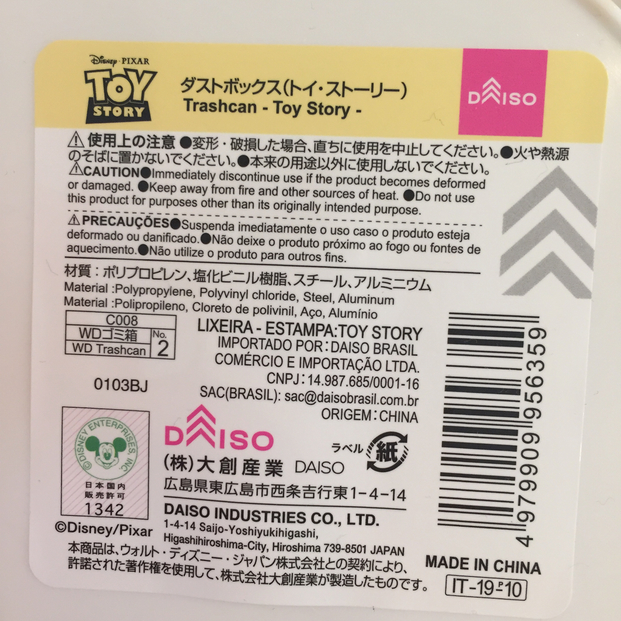 Disney · PIXAR
TOY
STORY
ダストボックス(トイ・ストーリー)
Trashcan - Toy Story -
DAISO
⚠使用上の注意 ●変形・破損した場合、直ちに使用を中止してください。●火や熱源
のそばに置かないでください。●本来の用途以外に使用しないでください。
⚠CAUTION●Immediately discontinue use if the product becomes deformed
or damaged. ●Keep away from fire and other sources of heat. ●Do not use
this product for purposes other than its originally intended purpose.
⚠PRECAUÇÕES●Suspenda imediatamente o uso caso o produto esteja
deformado ou danificado.●Não deixe o produto próximo ao fogo ou fontes de
aquecimento.●Não utilize o produto para outros fins.
材質：ポリプロピレン、塩化ビニル樹脂、スチール、アルミニウム
Material :Polypropyiene, Polyvinyl chloride, Steel, Aluminum
Material :Polipropileno, Cloreto de polivinil, Aço, Alumínio
C008
WDゴミ箱
WD Trashcan
No.
2
0103BJ
LIXEIRA - ESTAMPA:TOY STORY
IMPORTADO POR:DAISO BRASIL
COMÉRCIO E IMPORTAÇÃO LTDA.
CNPJ: 14.987.685/0001-16
SAC(BRASIL): sac@daisobrasil.com.br
ORIGEM:CHINA
4 979909 956359
©DISNEY ENTERPRISES, INC
日本国内
販売許可
1342
©Disney/Pixar
DAISO
(株)大創産業 DAISO
ラベル 紙
広島県東広島市西条吉行東1-4-14
DAISO INDUSTRIES CO., LTD.
1-4-14 Saijo-Yoshiyukihigashi,
Higashihiroshima-City, Hiroshima 739-8501 JAPAN
本商品は、ウォルト・ディズニー・ジャパン株式会社との契約により、
許諾された著作権を使用して、株式会社大創産業が製造したものです。
MADE IN CHINA
IT-19-P-10